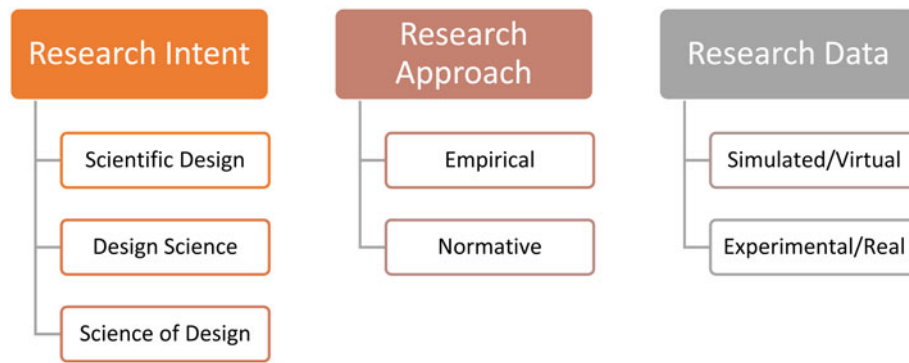 Research Intent
Scientific Design
Design Science
Science of Design
Research
Approach
Empirical
Normative
Research Data
Simulated/Virtual
Experimental/Real